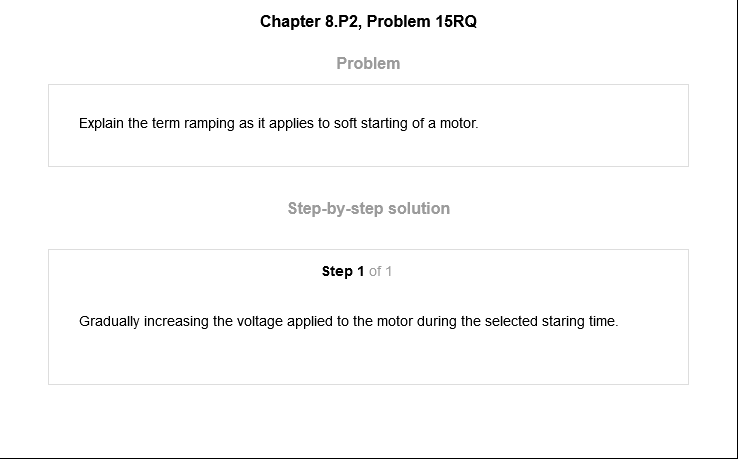 Chapter 8.P2, Problem 15RQ
Problem
Explain the term ramping as it applies to soft starting of a motor.
Step-by-step solution
Step 1 of 1
Gradually increasing the voltage applied to the motor during the selected staring time.